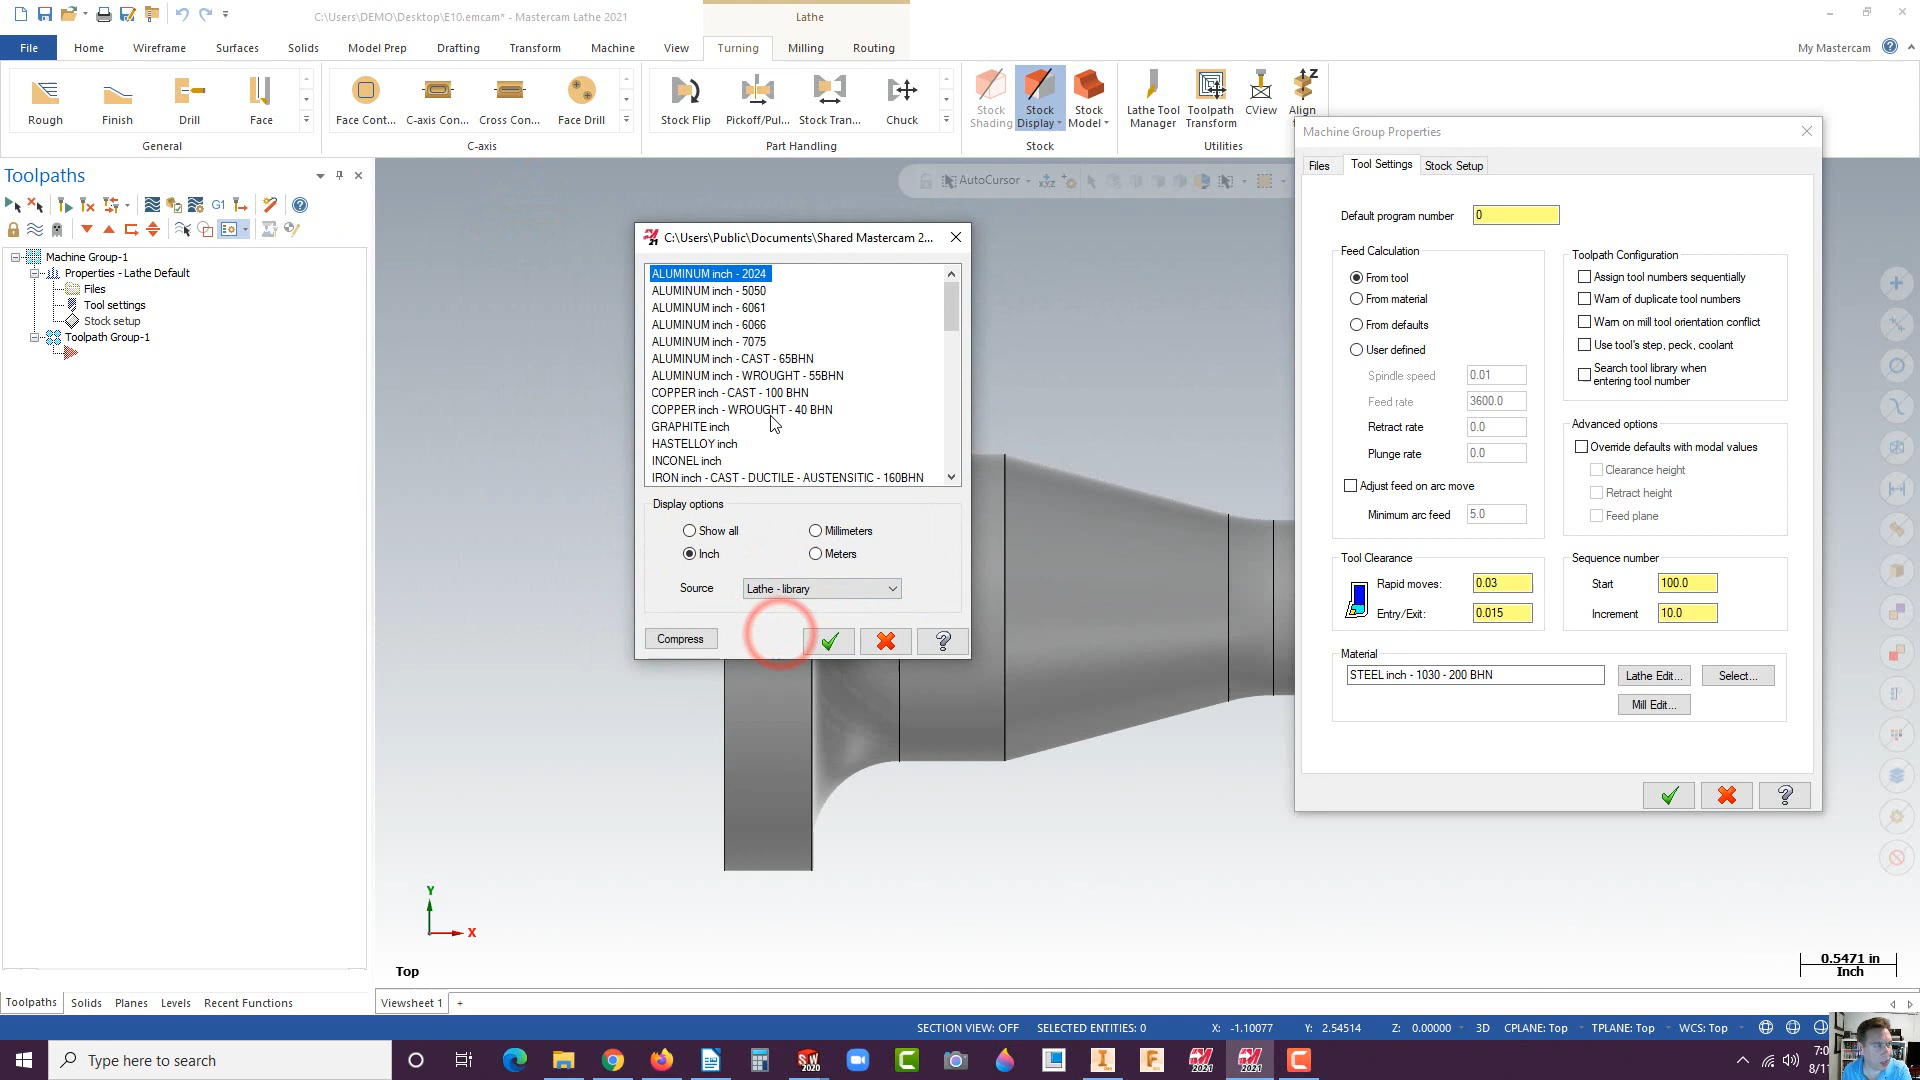 C:\Users\DEMO\Desktop\E10.emcam* - Mastercam Lathe 2021
Lathe
File Home Wireframe Surfaces Solids Model Prep Drafting Transform Machine View Turning Milling Routing
My Mastercam
Rough Finish Drill Face
Face Cont... C-axis Con... Cross Con... Face Drill
Stock Flip Pickoff/Pul... Stock Tran... Chuck
Stock Shading
Stock Display
Stock Model
Lathe Tool Manager
Toolpath Transform
CView
Align
General C-axis Part Handling Stock Utilities
Toolpaths
G1
Machine Group-1
Properties - Lathe Default
Files
Tool settings
Stock setup
Toolpath Group-1
AutoCursor
C:\Users\Public\Documents\Shared Mastercam 2...
ALUMINUM inch - 2024
ALUMINUM inch - 5050
ALUMINUM inch - 6061
ALUMINUM inch - 6066
ALUMINUM inch - 7075
ALUMINUM inch - CAST - 65BHN
ALUMINUM inch - WROUGHT - 55BHN
COPPER inch - CAST - 100 BHN
COPPER inch - WROUGHT - 40 BHN
GRAPHITE inch
HASTELLOY inch
INCONEL inch
IRON inch - CAST - DUCTILE - AUSTENSITIC - 160BHN
Display options
Show all Millimeters
Inch Meters
Source Lathe - library
Compress
Machine Group Properties
Files Tool Settings Stock Setup
Default program number 0
Feed Calculation
From tool
From material
From defaults
User defined
Spindle speed 0.01
Feed rate 3600.0
Retract rate 0.0
Plunge rate 0.0
Adjust feed on arc move
Minimum arc feed 5.0
Toolpath Configuration
Assign tool numbers sequentially
Warn of duplicate tool numbers
Warn on mill tool orientation conflict
Use tool's step, peck, coolant
Search tool library when
entering tool number
Advanced options
Override defaults with modal values
Clearance height
Retract height
Feed plane
Tool Clearance
Rapid moves: 0.03
Entry/Exit: 0.015
Sequence number
Start 100.0
Increment 10.0
Material
STEEL inch - 1030 - 200 BHN
Lathe Edit... Select...
Mill Edit...
Y
X
Top
0.5471 in
Inch
Toolpaths Solids Planes Levels Recent Functions
Viewsheet 1 +
SECTION VIEW: OFF SELECTED ENTITIES: 0 X: -1.10077 Y: 2.54514 Z: 0.00000 3D CPLANE: Top TPLANE: Top WCS: Top
Type here to search